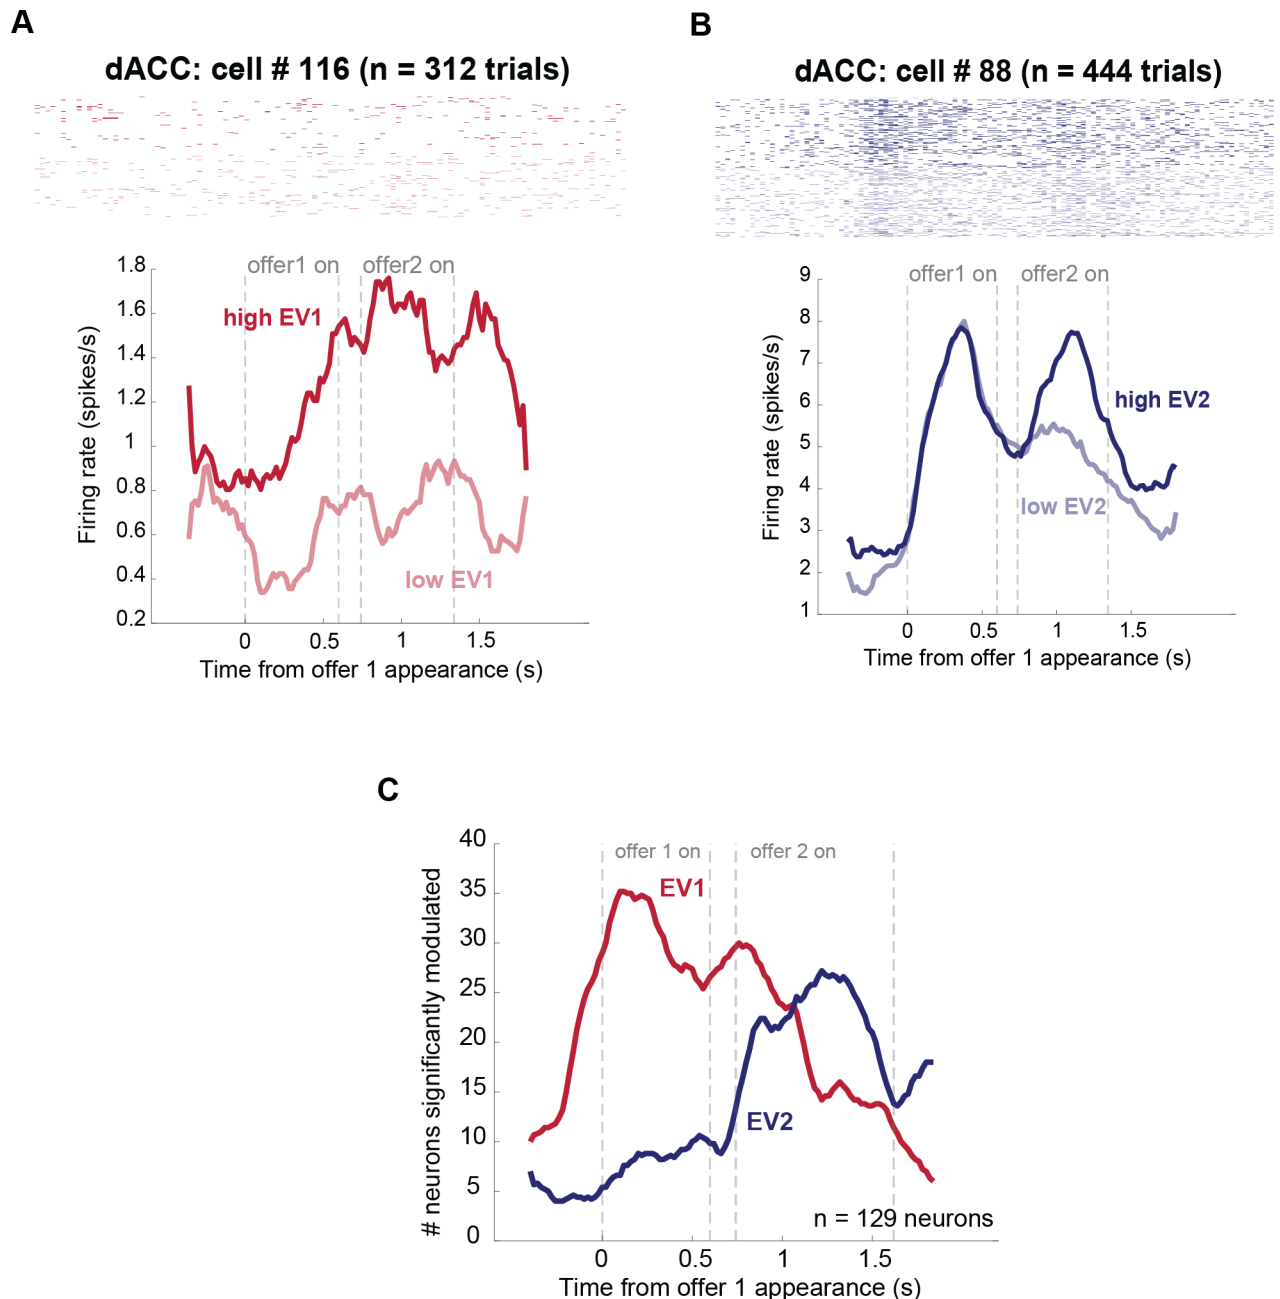 A
dACC: cell # 116 (n = 312 trials)
offer1 on
offer2 on
high EV1
low EV1
Firing rate (spikes/s)
1.8
1.6
1.4
1.2
1
0.8
0.6
0.4
0.2
0
0.5
1
1.5
Time from offer 1 appearance (s)
B
dACC: cell # 88 (n = 444 trials)
offer1 on
offer2 on
high EV2
low EV2
Firing rate (spikes/s)
9
8
7
6
5
4
3
2
1
0
0.5
1
1.5
Time from offer 1 appearance (s)
C
offer 1 on
offer 2 on
EV1
EV2
n = 129 neurons
# neurons significantly modulated
40
35
30
25
20
15
10
5
0
0
0.5
1
1.5
Time from offer 1 appearance (s)